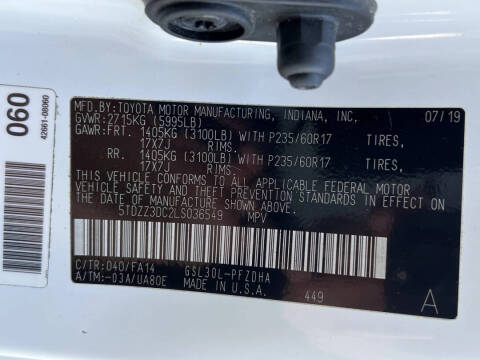 060
42661-08060
MFD.BY:TOYOTA MOTOR MANUFACTURING, INDIANA, INC. 07/19
GVWR:2715KG (5995LB)
GAWR:FRT. 1405KG (3100LB) WITH P235/60R17 TIRES,
17X7J RIMS.
RR. 1405KG (3100LB) WITH P235/60R17 TIRES,
17X7J RIMS.
THIS VEHICLE CONFORMS TO ALL APPLICABLE FEDERAL MOTOR
VEHICLE SAFETY AND THEFT PREVENTION STANDARDS IN EFFECT ON
THE DATE OF MANUFACTURE SHOWN ABOVE.
5TDZZ3DC2LS036549 MPV
C/TR:040/FA14 GSL30L-PFZDHA
A/TM:-03A/UA80E MADE IN U.S.A. 449
A